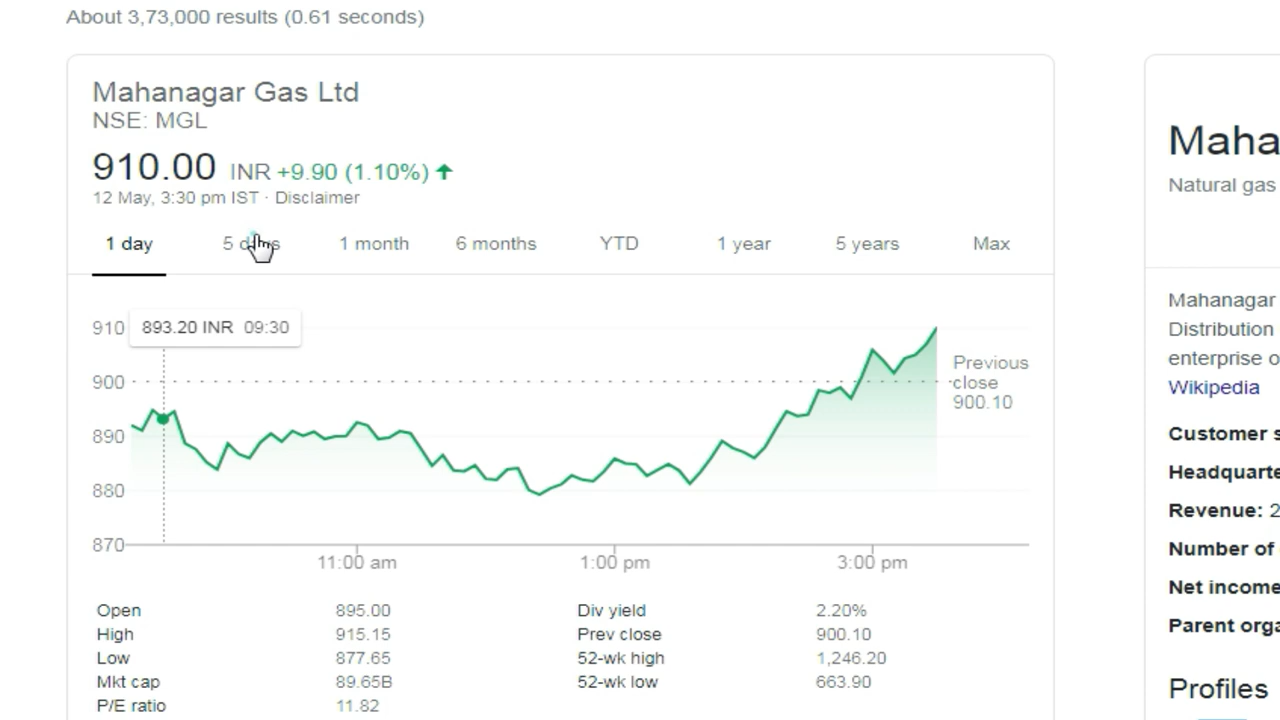 About 3,73,000 results (0.61 seconds)
Mahanagar Gas Ltd
NSE: MGL
910.00 INR +9.90 (1.10%)
12 May, 3:30 pm IST · Disclaimer
1 day 5 1 month 6 months YTD 1 year 5 years Max
893.20 INR 09:30
910
900
890
880
870
Previous
close
900.10
11:00 am 1:00 pm 3:00 pm
Open 895.00 Div yield 2.20%
High 915.15 Prev close 900.10
Low 877.65 52-wk high 1,246.20
Mkt cap 89.65B 52-wk low 663.90
P/E ratio 11.82
Maha
Natural gas
Mahanagar
Distribution
enterprise o
Wikipedia
Customer s
Headquarte
Revenue: 2
Number of
Net income
Parent orga
Profiles